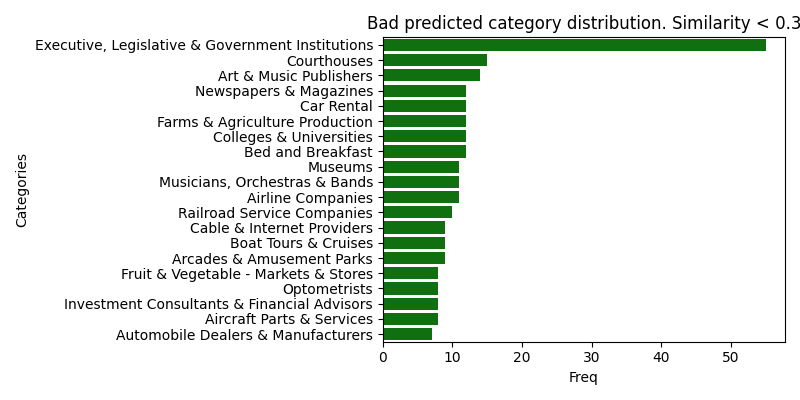 Bad predicted category distribution. Similarity < 0.3
Executive, Legislative & Government Institutions
Courthouses
Art & Music Publishers
Newspapers & Magazines
Car Rental
Farms & Agriculture Production
Colleges & Universities
Bed and Breakfast
Museums
Musicians, Orchestras & Bands
Airline Companies
Railroad Service Companies
Cable & Internet Providers
Boat Tours & Cruises
Arcades & Amusement Parks
Fruit & Vegetable - Markets & Stores
Optometrists
Investment Consultants & Financial Advisors
Aircraft Parts & Services
Automobile Dealers & Manufacturers
Categories
0 10 20 30 40 50
Freq